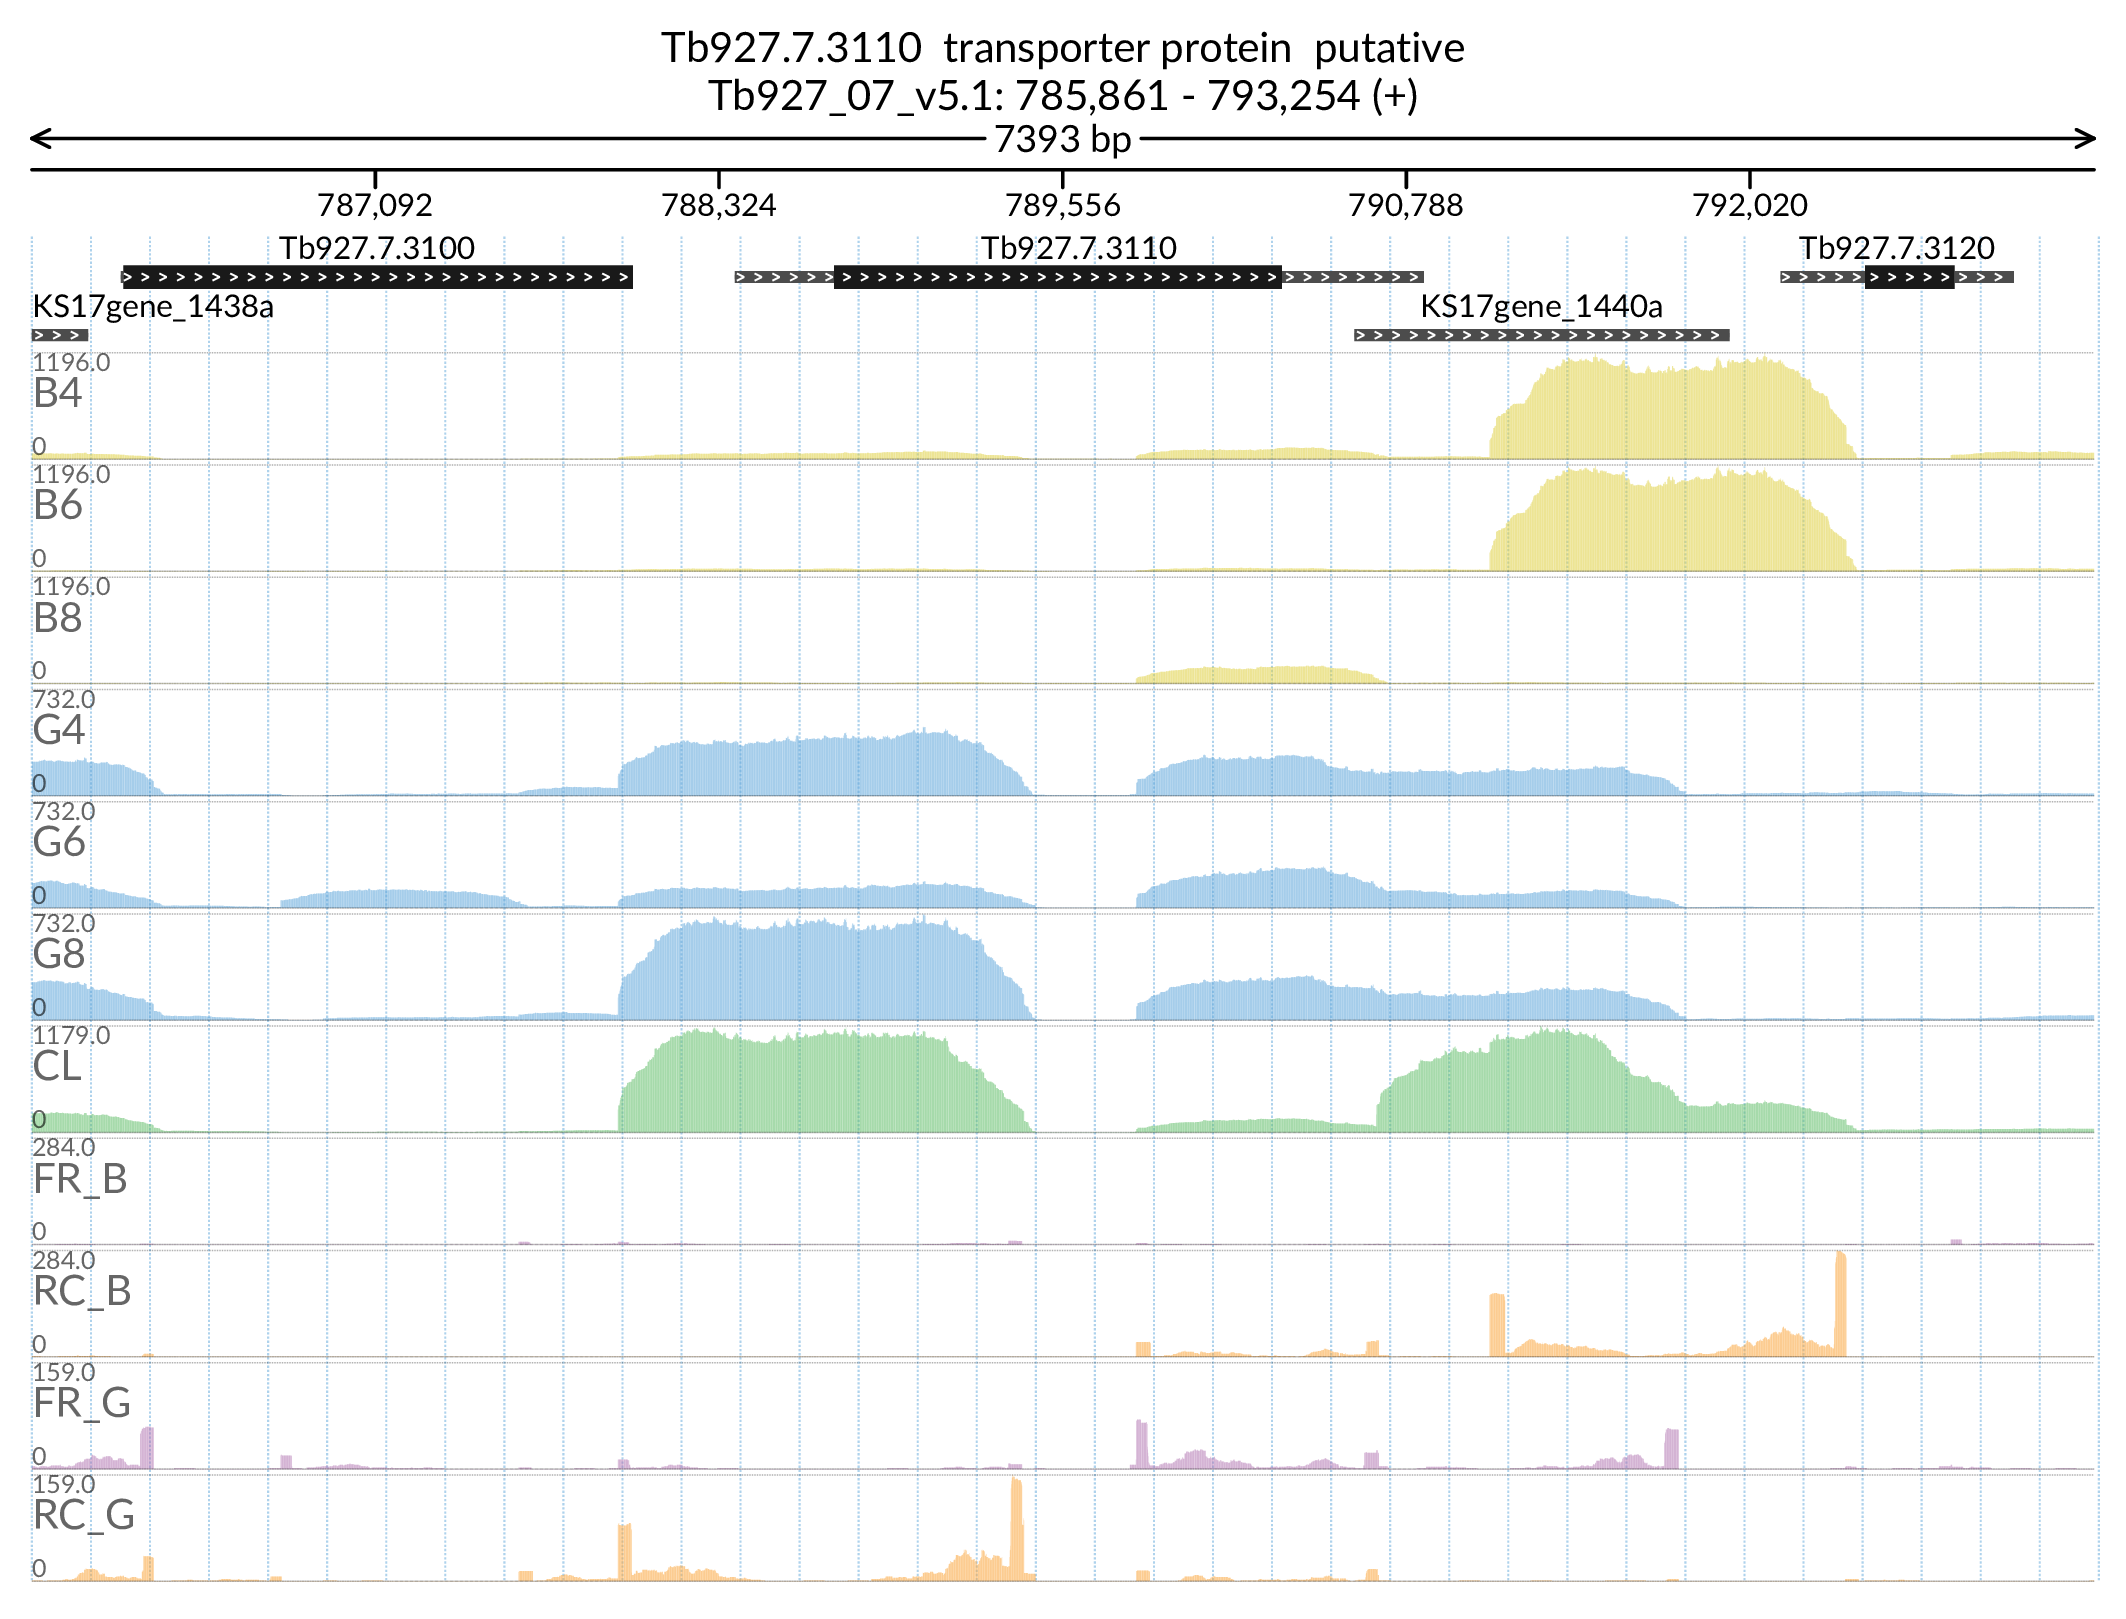 Tb927.7.3110  transporter protein  putative
Tb927_07_v5.1: 785,861 - 793,254 (+)
7393 bp
787,092 788,324 789,556 790,788 792,020
Tb927.7.3100 Tb927.7.3110 Tb927.7.3120
KS17gene_1438a KS17gene_1440a
1196.0
B4
0
1196.0
B6
0
1196.0
B8
0
732.0
G4
0
732.0
G6
0
732.0
G8
0
1179.0
CL
0
284.0
FR_B
0
284.0
RC_B
0
159.0
FR_G
0
159.0
RC_G
0